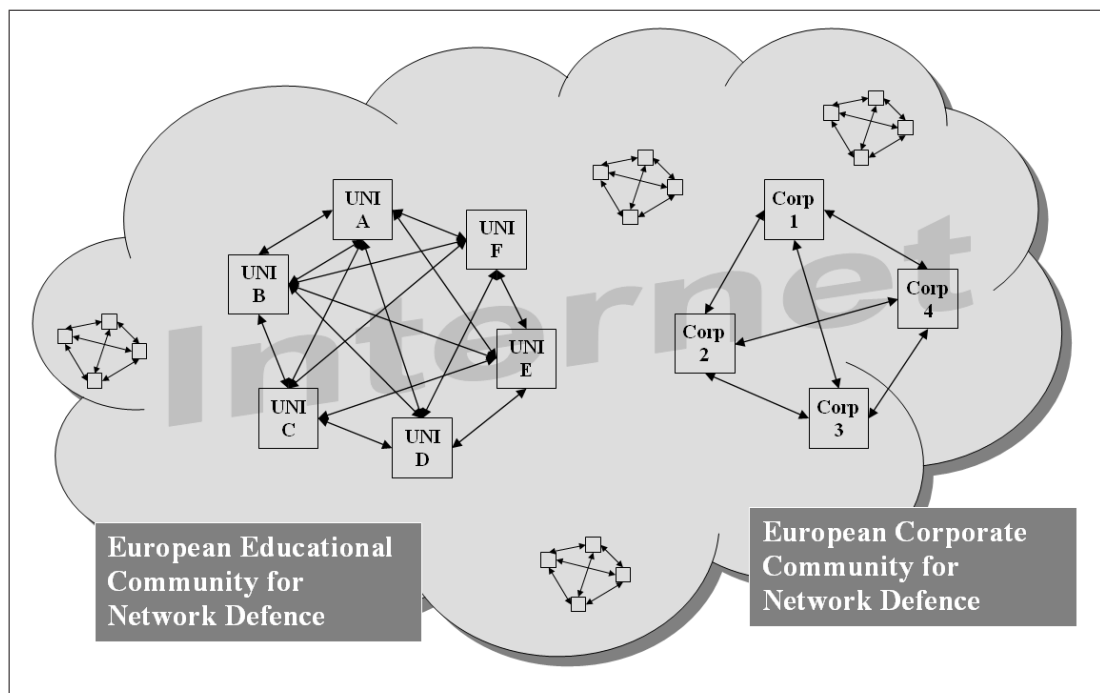 UNI
A
UNI
F
UNI
B
UNI
E
UNI
C
UNI
D
Internet
Corp
1
Corp
4
Corp
2
Corp
3
European Educational
Community for
Network Defence
European Corporate
Community for
Network Defence